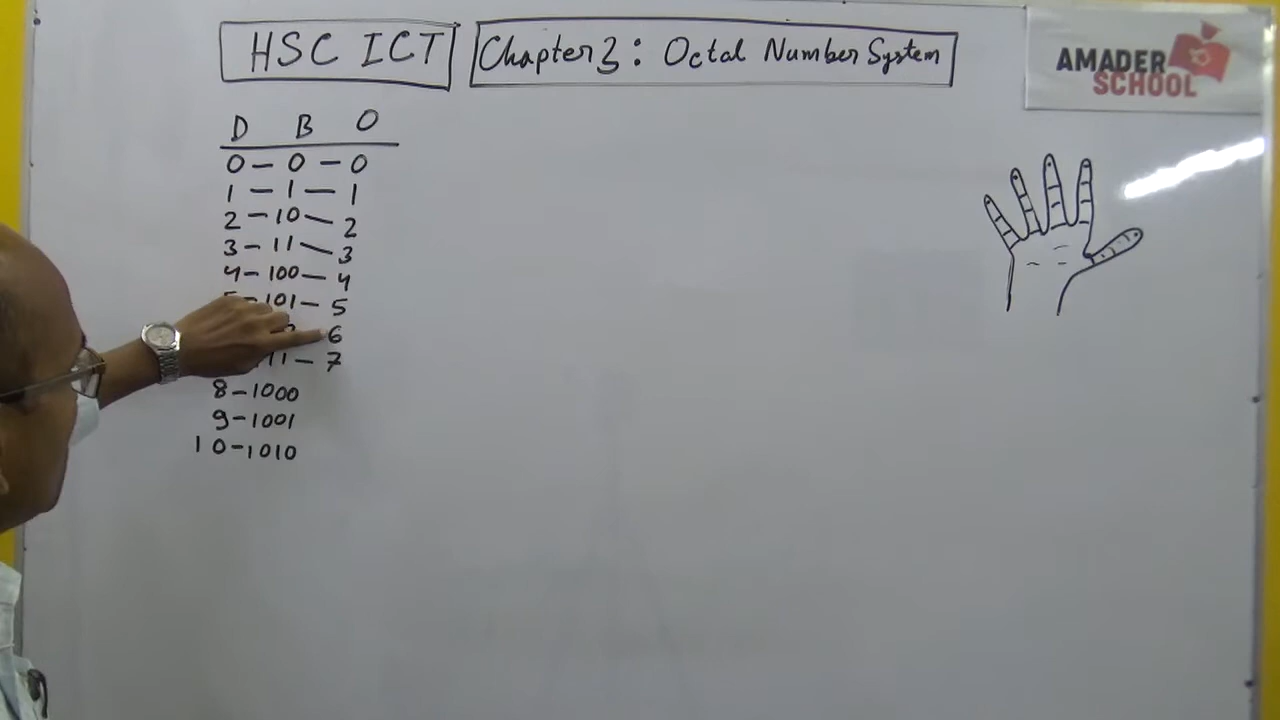 HSC ICT
Chapter 3: Octal Number System
AMADER
SCHOOL
D B O
0 – 0 – 0
1 – 1 – 1
2 – 10 – 2
3 – 11 – 3
4 – 100 – 4
– 101 – 5
6
11 – 7
8 – 1000
9 – 1001
10 – 1010